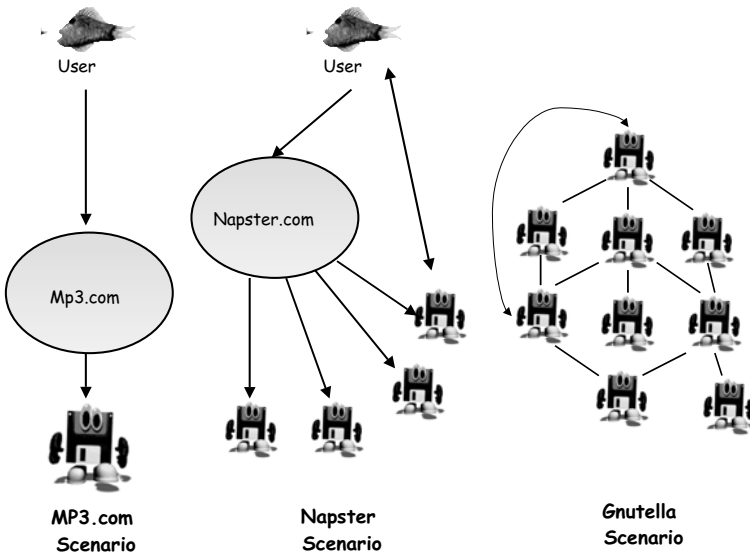 User
User
Napster.com
Mp3.com
MP3.com
Scenario
Napster
Scenario
Gnutella
Scenario